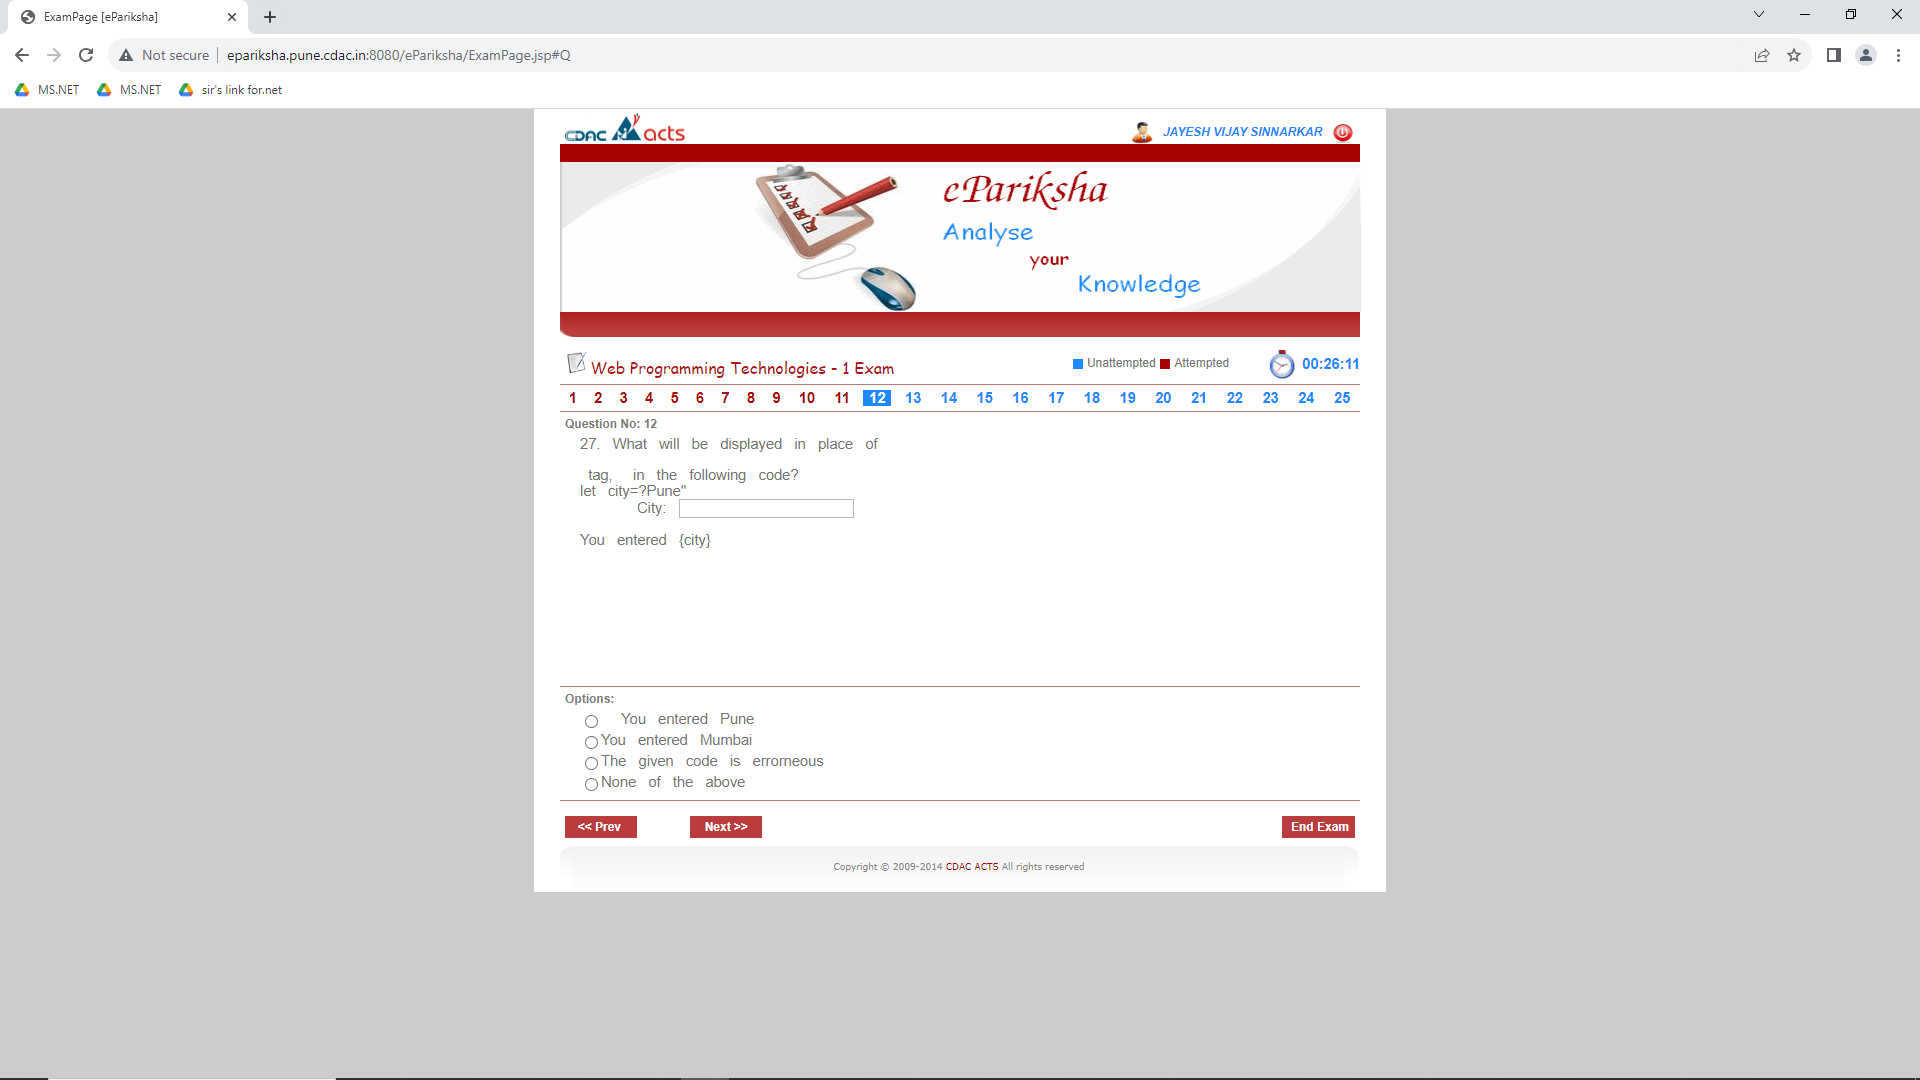 ExamPage [ePariksha]
Not secure epariksha.pune.cdac.in:8080/ePariksha/ExamPage.jsp#Q
MS.NET MS.NET sir's link for.net
CDAC acts JAYESH VIJAY SINNARKAR
ePariksha
Analyse
your
Knowledge
Web Programming Technologies - 1 Exam Unattempted Attempted 00:26:11
1 2 3 4 5 6 7 8 9 10 11 12 13 14 15 16 17 18 19 20 21 22 23 24 25
Question No: 12
27. What will be displayed in place of
tag, in the following code?
let city=?Pune"
City:
You entered {city}
Options:
You entered Pune
You entered Mumbai
The given code is errorneous
None of the above
<< Prev Next >> End Exam
Copyright © 2009-2014 CDAC ACTS All rights reserved